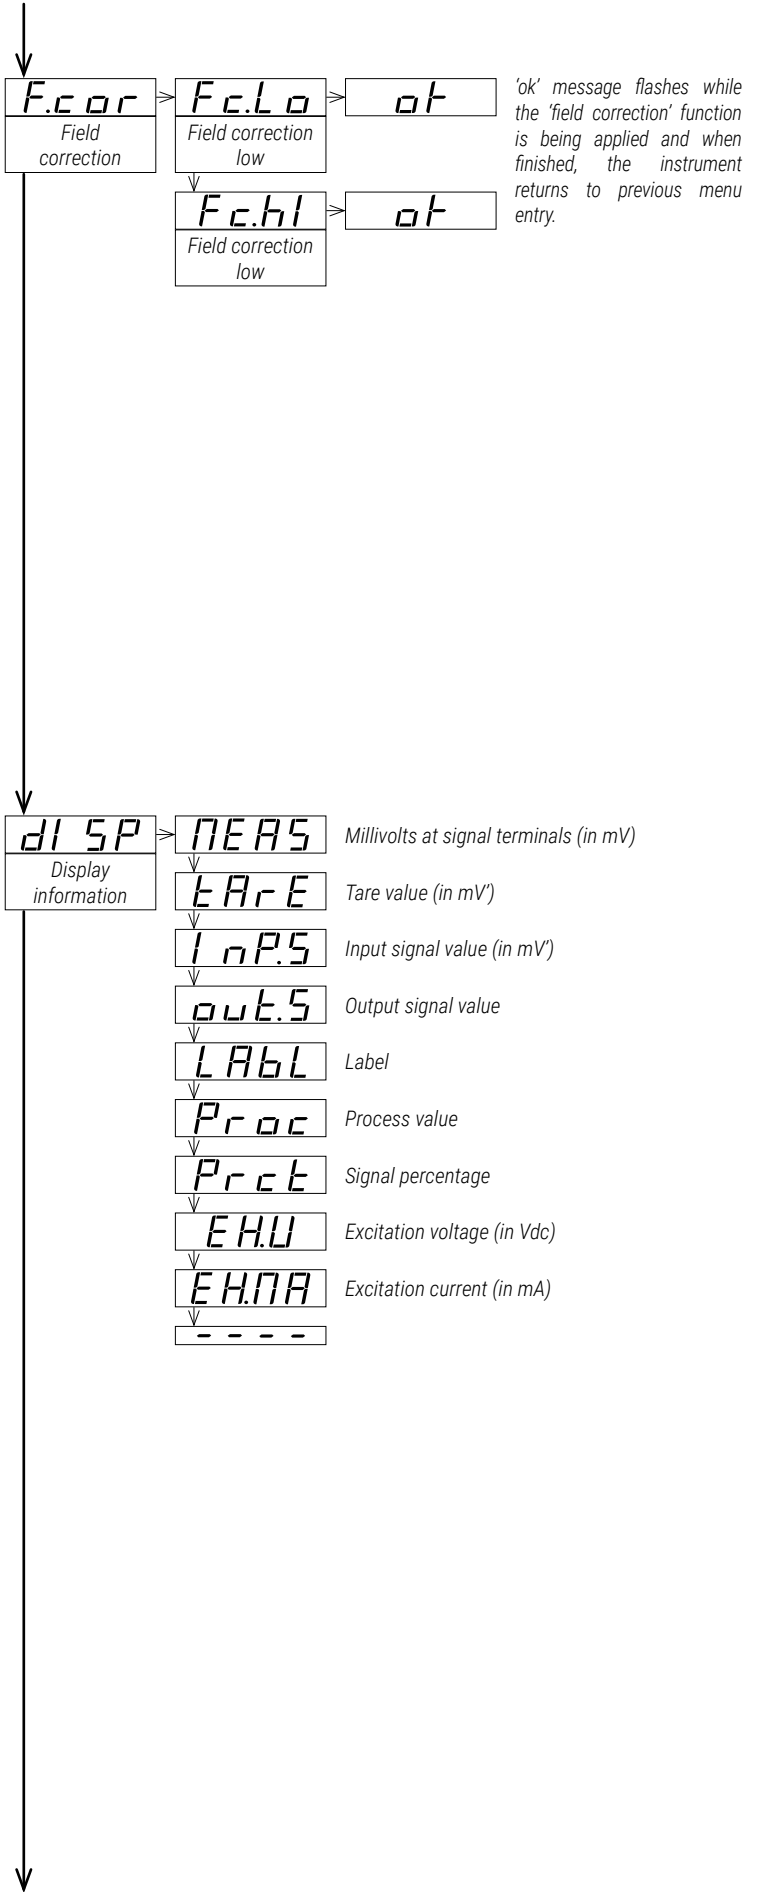 F.cor
Field
correction
Fc.Lo
Field correction
low
ok
'ok' message flashes while
the 'field correction' function
is being applied and when
finished, the instrument
returns to previous menu
entry.
Fc.hI
Field correction
low
ok
dISP
Display
information
MEAS
Millivolts at signal terminals (in mV)
tArE
Tare value (in mV')
InP.S
Input signal value (in mV')
out.S
Output signal value
LAbL
Label
Proc
Process value
Prct
Signal percentage
EH.U
Excitation voltage (in Vdc)
EH.MA
Excitation current (in mA)
- - - -